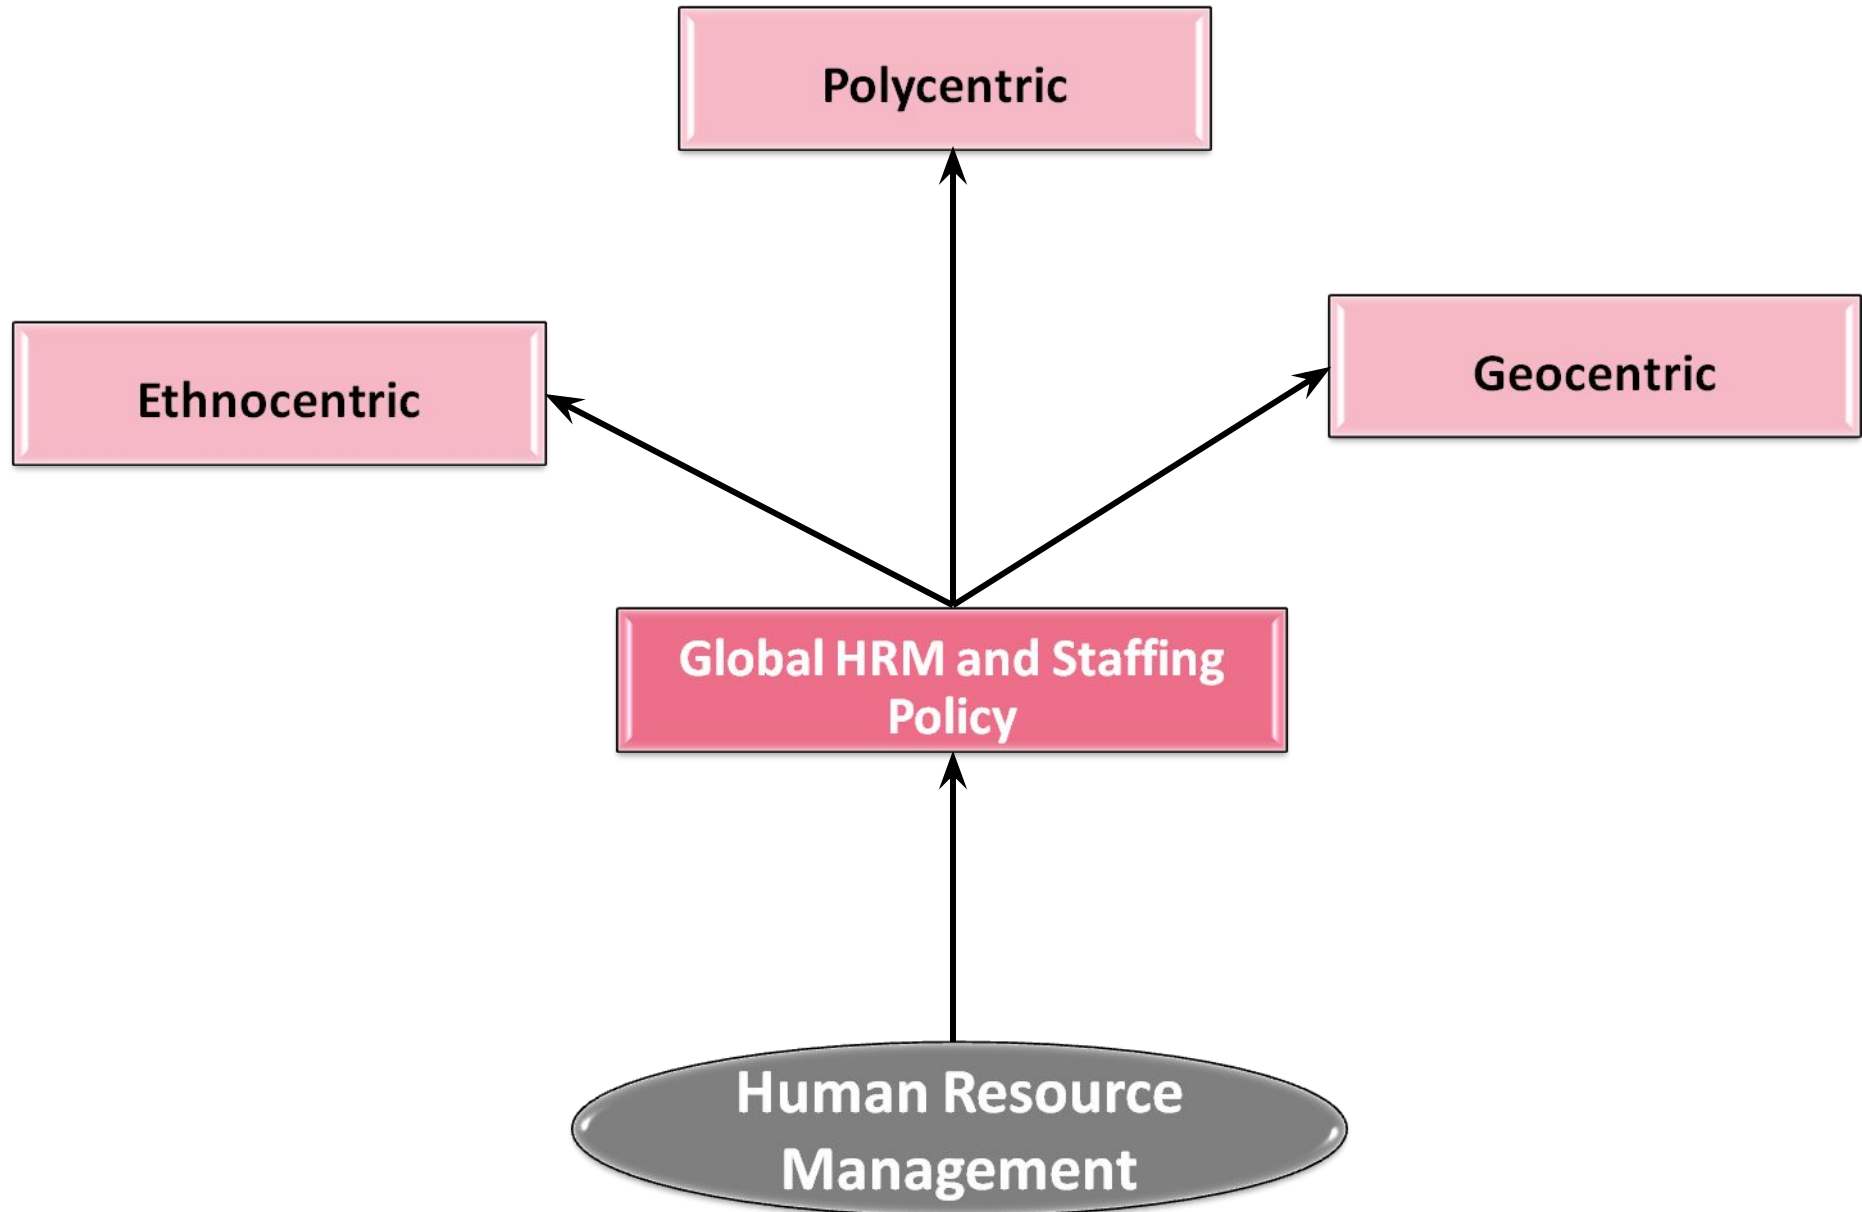 Polycentric
Ethnocentric
Geocentric
Global HRM and Staffing
Policy
Human Resource
Management